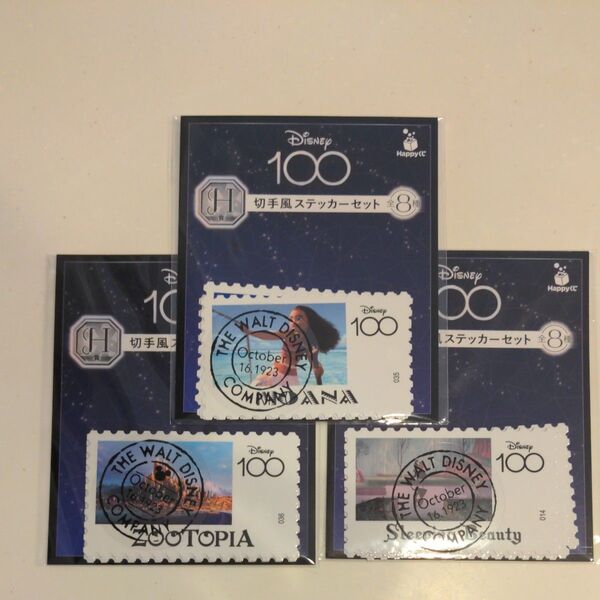 Disney
100
Happyくじ
H
賞
切手風ステッカーセット 全8種
Disney
100
THE WALT DISNEY COMPANY
October
16,1923
MOANA
035
Disney
100
H
賞
切手風ス
Disney
100
THE WALT DISNEY COMPANY
October
16,1923
ZOOTOPIA
036
Disney
100
Happyくじ
風ステッカーセット 全8種
Disney
100
THE WALT DISNEY COMPANY
October
16,1923
Sleeping Beauty
014